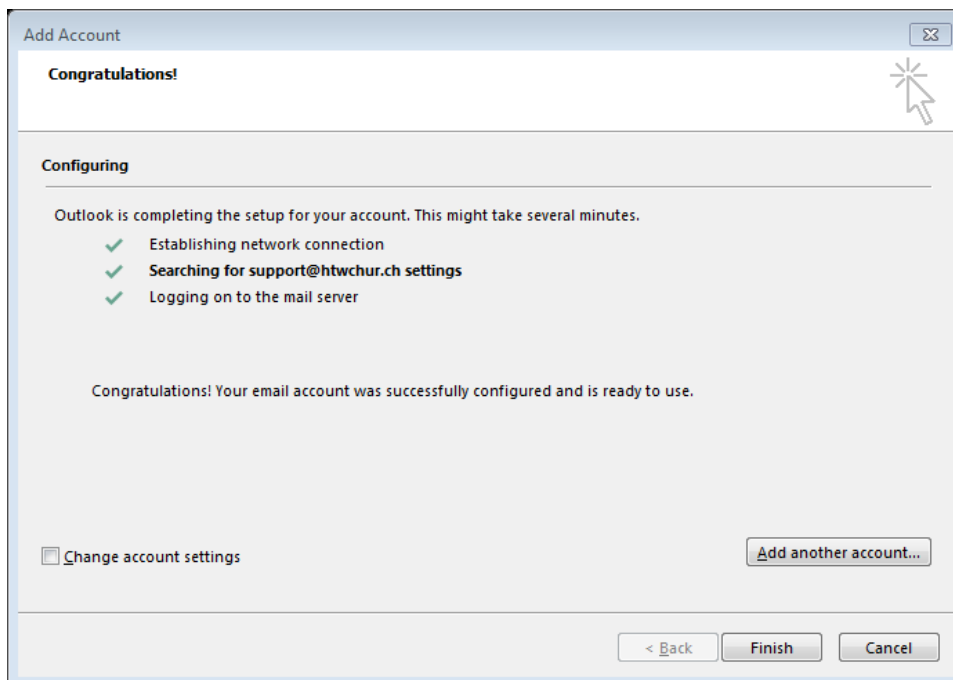 Add Account
Congratulations!
Configuring
Outlook is completing the setup for your account. This might take several minutes.
Establishing network connection
Searching for support@htwchur.ch settings
Logging on to the mail server
Congratulations! Your email account was successfully configured and is ready to use.
Change account settings
Add another account...
< Back
Finish
Cancel